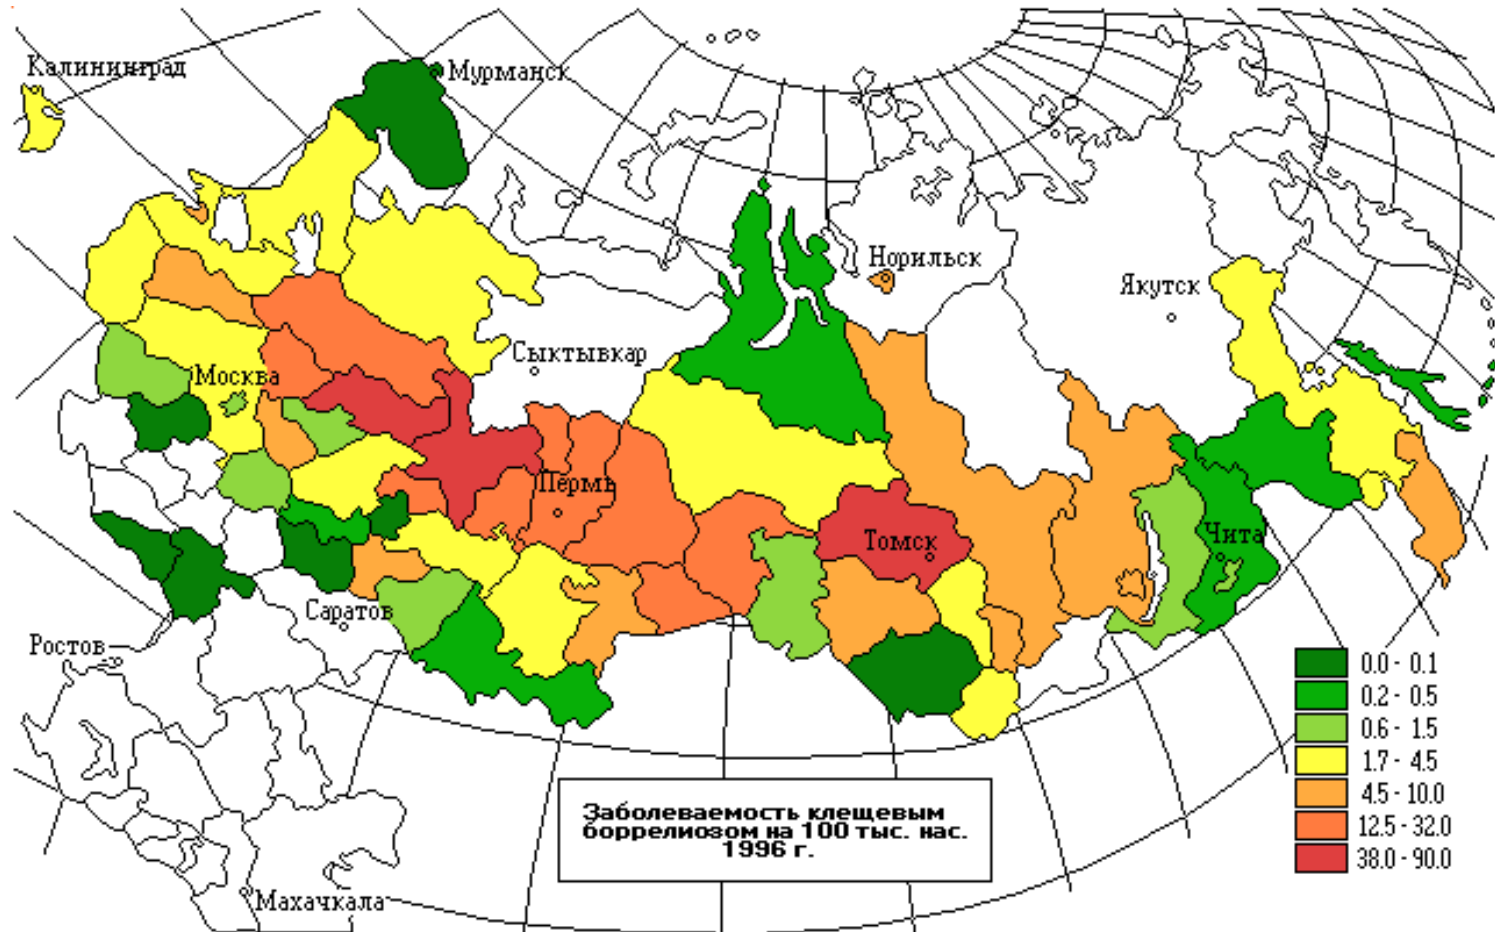 Калининград
Мурманск
Норильск
Якутск
Сыктывкар
Москва
Пермь
Томск
Чита
Саратов
Ростов
Махачкала
0.0 - 0.1
0.2 - 0.5
0.6 - 1.5
1.7 - 4.5
4.5 - 10.0
12.5 - 32.0
38.0 - 90.0
Заболеваемость клещевым
боррелиозом на 100 тыс. нас.
1996 г.